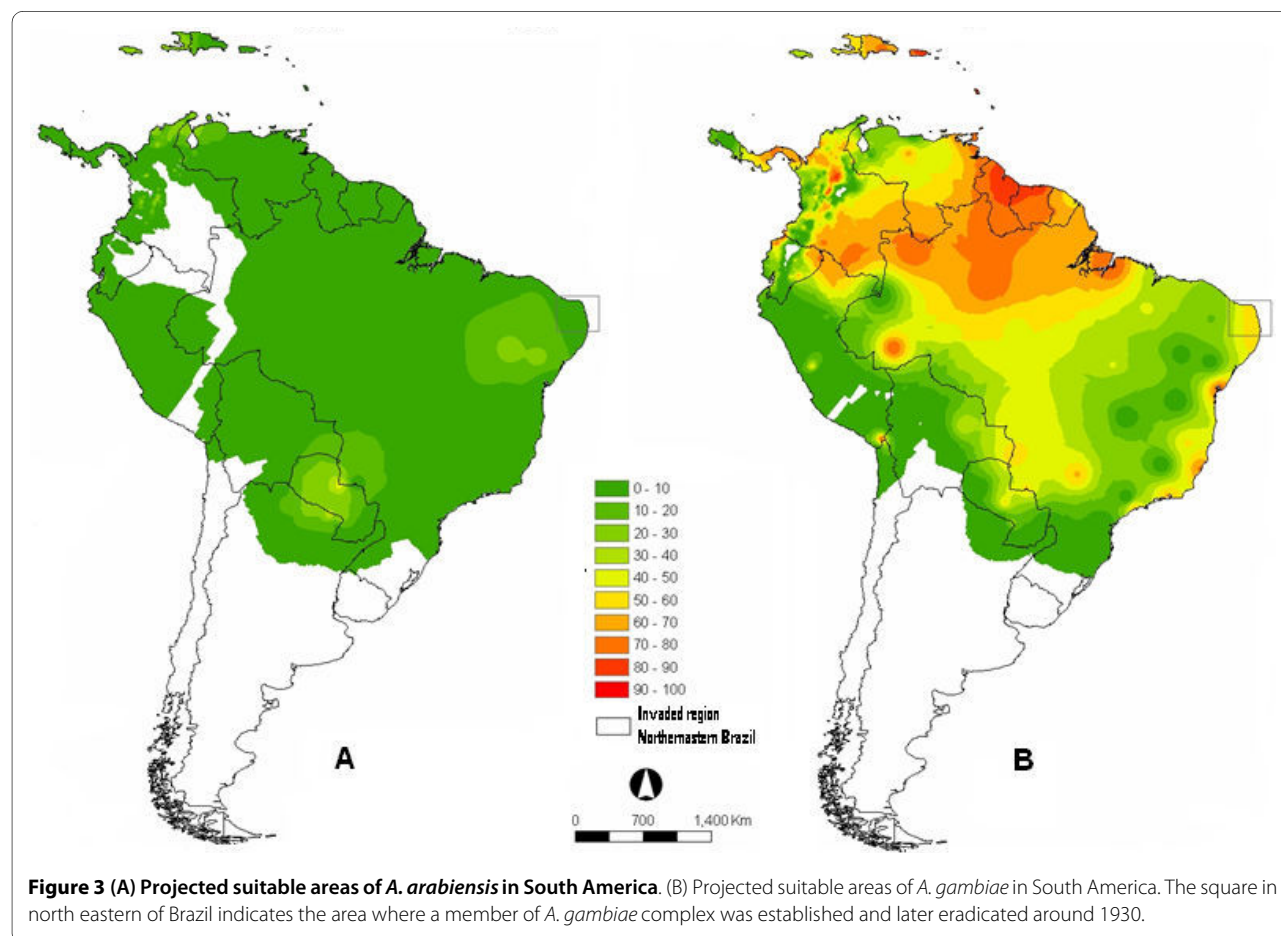 0 - 10
10 - 20
20 - 30
30 - 40
40 - 50
50 - 60
60 - 70
70 - 80
80 - 90
90 - 100
Invaded region
Northernastern Brazil
A
B
0 700 1,400 Km
Figure 3 (A) Projected suitable areas of A. arabiensis in South America. (B) Projected suitable areas of A. gambiae in South America. The square in
north eastern of Brazil indicates the area where a member of A. gambiae complex was established and later eradicated around 1930.